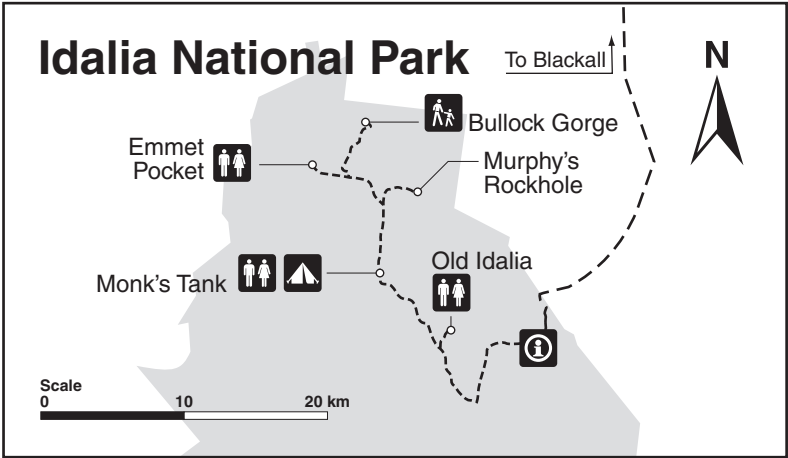 Idalia National Park
To Blackall
N
Bullock Gorge
Emmet
Pocket
Murphy's
Rockhole
Monk's Tank
Old Idalia
i
Scale
0 10 20 km